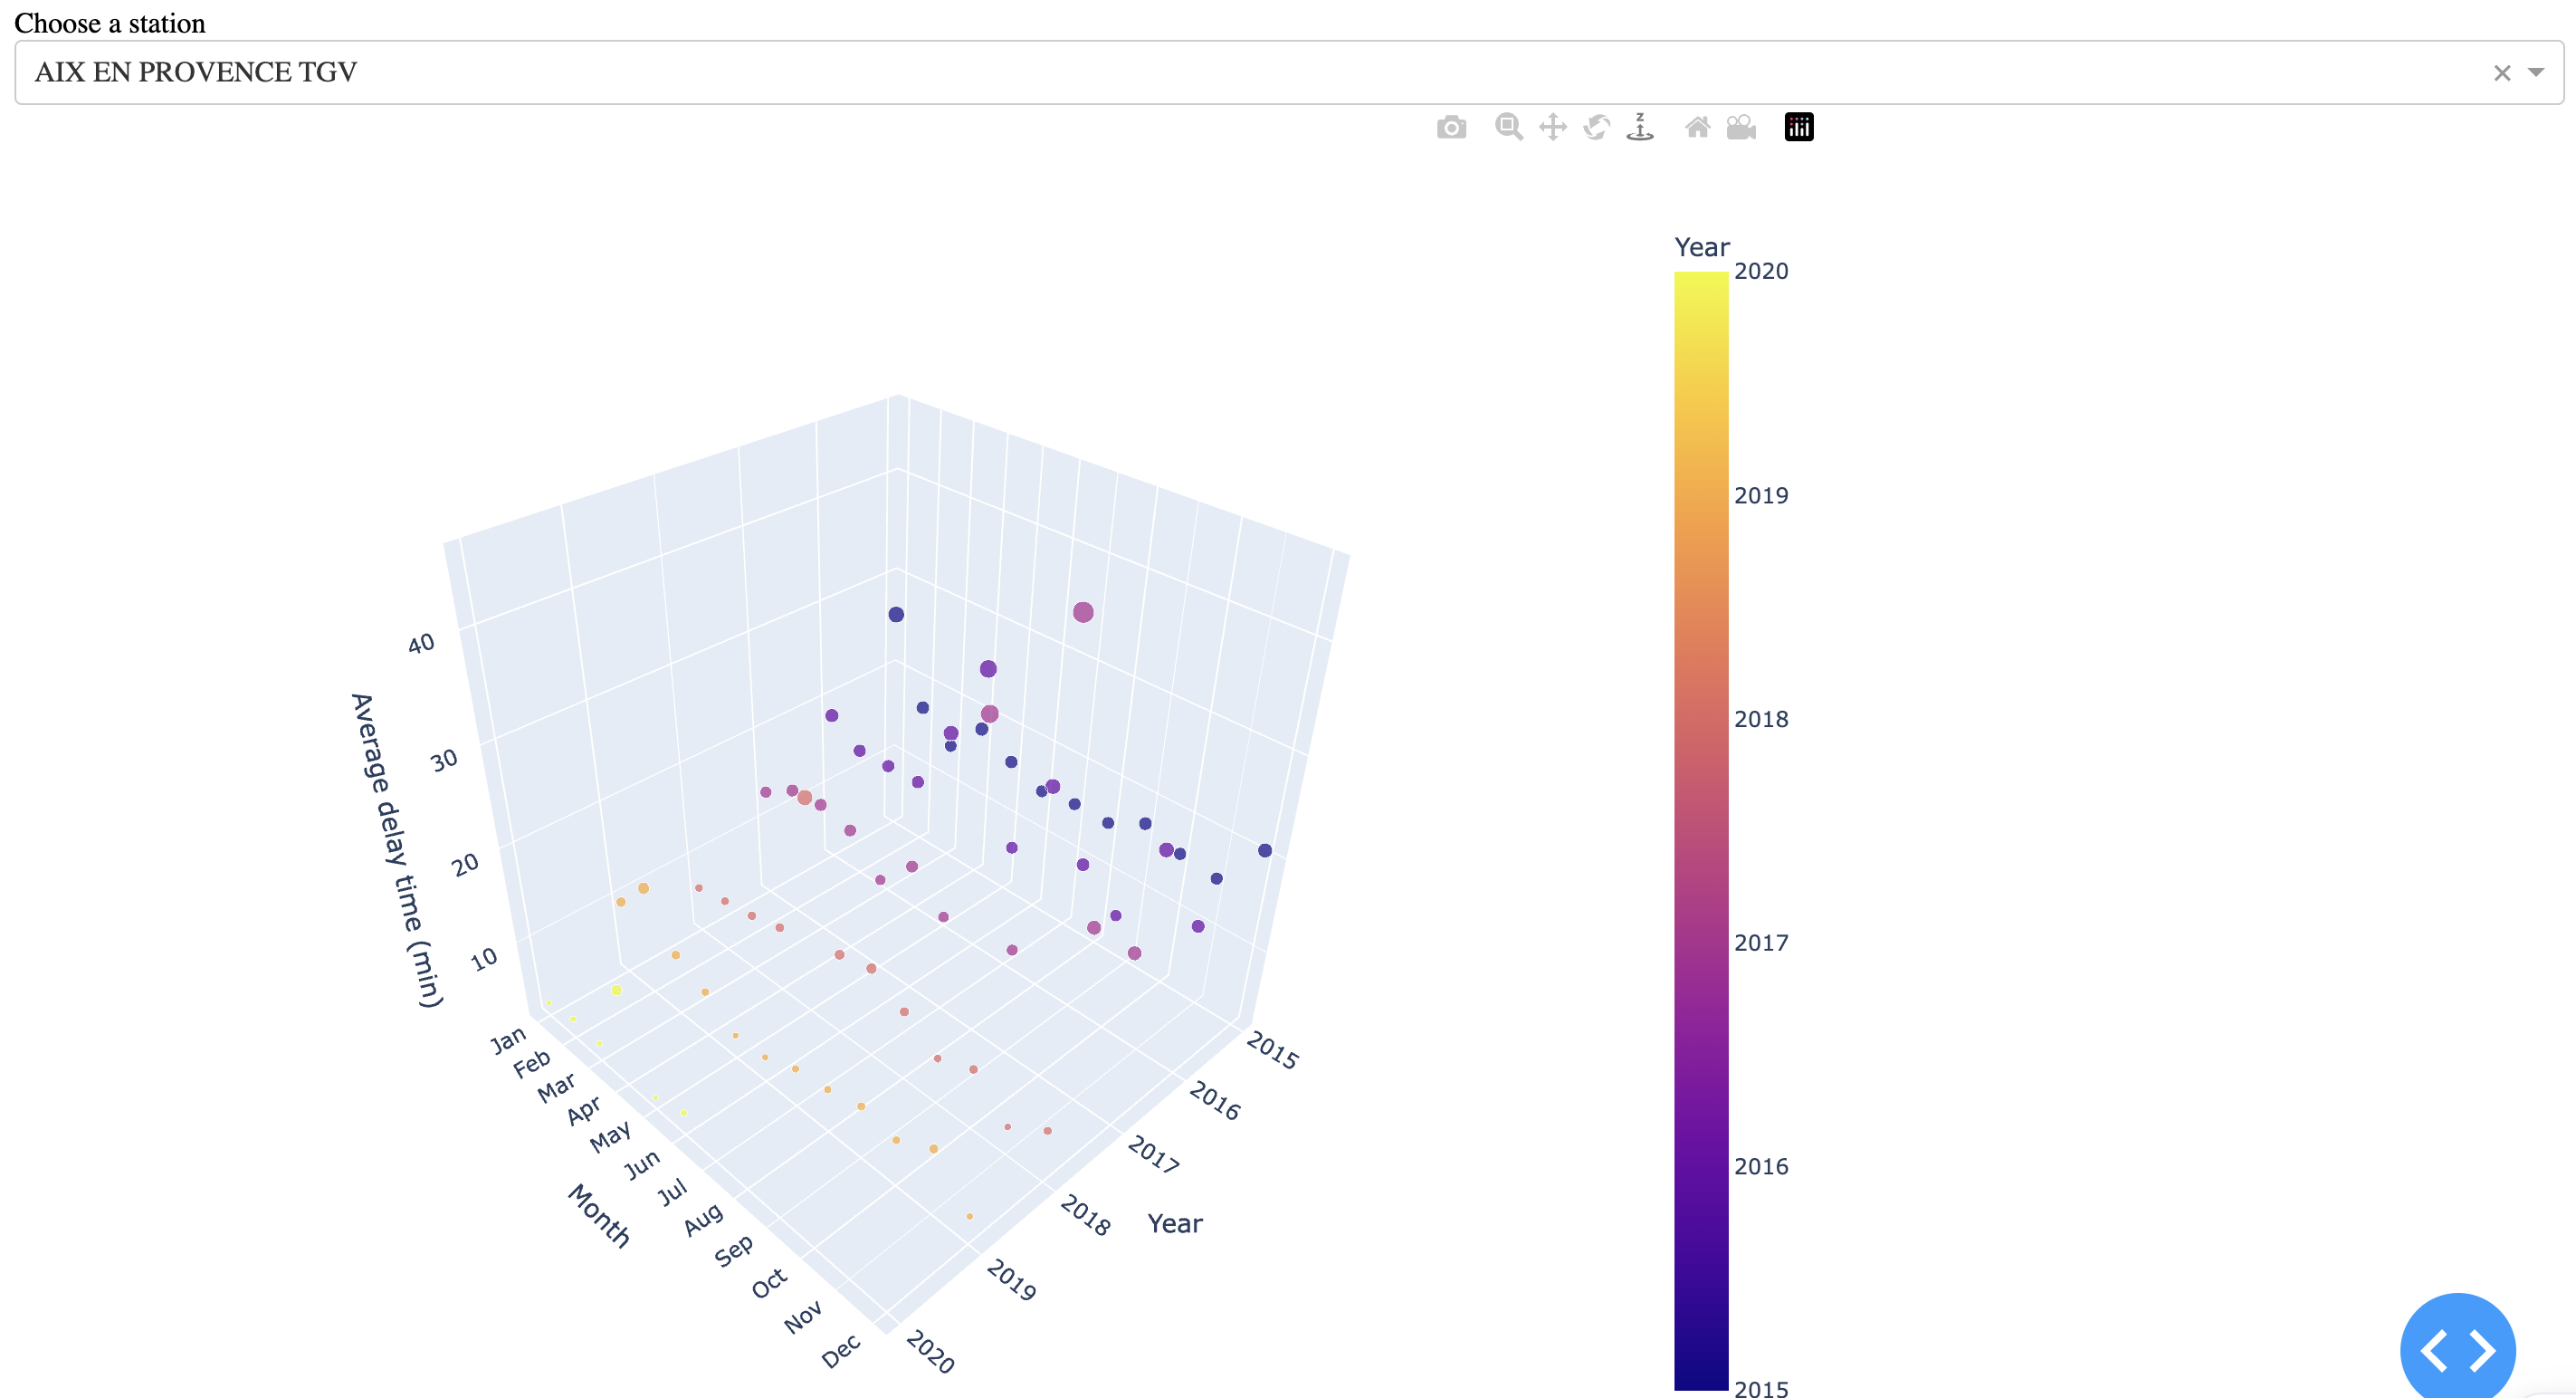 Choose a station
AIX EN PROVENCE TGV
Z
Year
2020
2019
2018
2017
2016
2015
Average delay time (min)
40
30
20
10
Jan
Feb
Mar
Apr
May
Jun
Jul
Aug
Sep
Oct
Nov
Dec
Month
2015
2016
2017
2018
2019
2020
Year